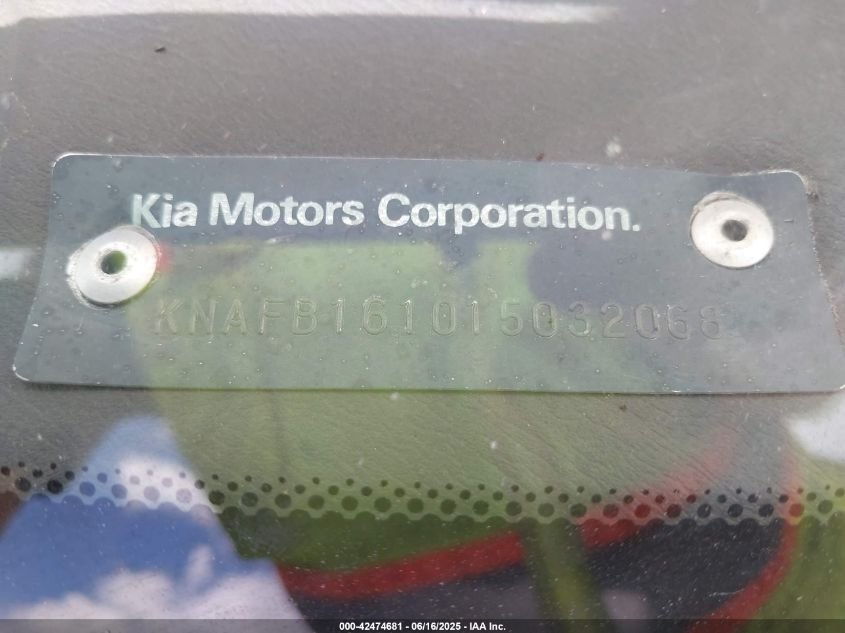 Kia Motors Corporation.
KNAFB161015032068
000-42474681 - 06/16/2025 - IAA Inc.